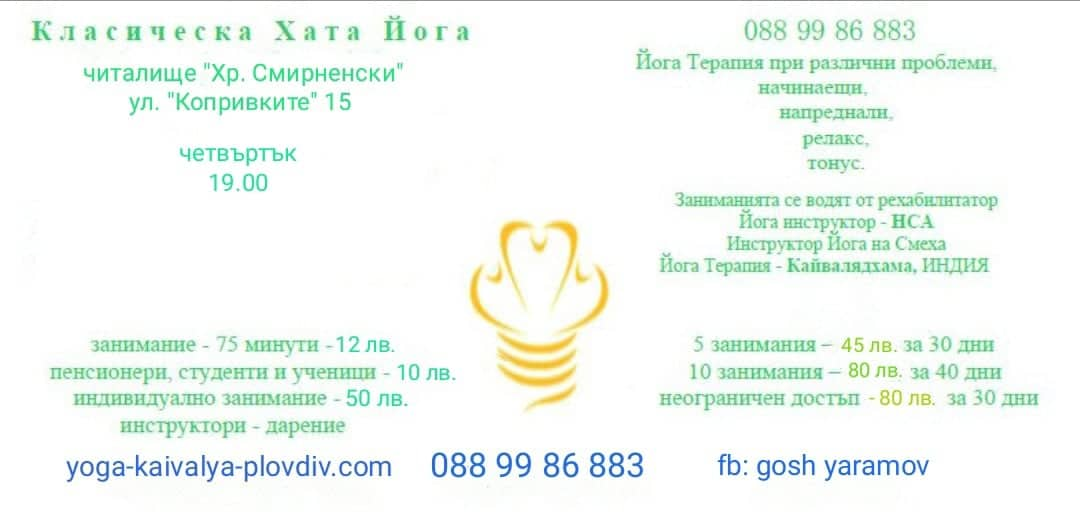 Класическа Хата Йога
читалище "Хр. Смирненски"
ул. "Копривките" 15
четвъртък
19.00
088 99 86 883
Йога Терапия при различни проблеми,
начинаещи,
напреднали,
релакс,
тонус.
Заниманията се водят от рехабилитатор
Йога инструктор - НСА
Инструктор Йога на Смеха
Йога Терапия - Кайвалядхама, ИНДИЯ
занимание - 75 минути -12 лв.
пенсионери, студенти и ученици - 10 лв.
индивидуално занимание - 50 лв.
инструктори - дарение
5 занимания – 45 лв. за 30 дни
10 занимания – 80 лв. за 40 дни
неограничен достъп - 80 лв. за 30 дни
yoga-kaivalya-plovdiv.com
088 99 86 883
fb: gosh yaramov